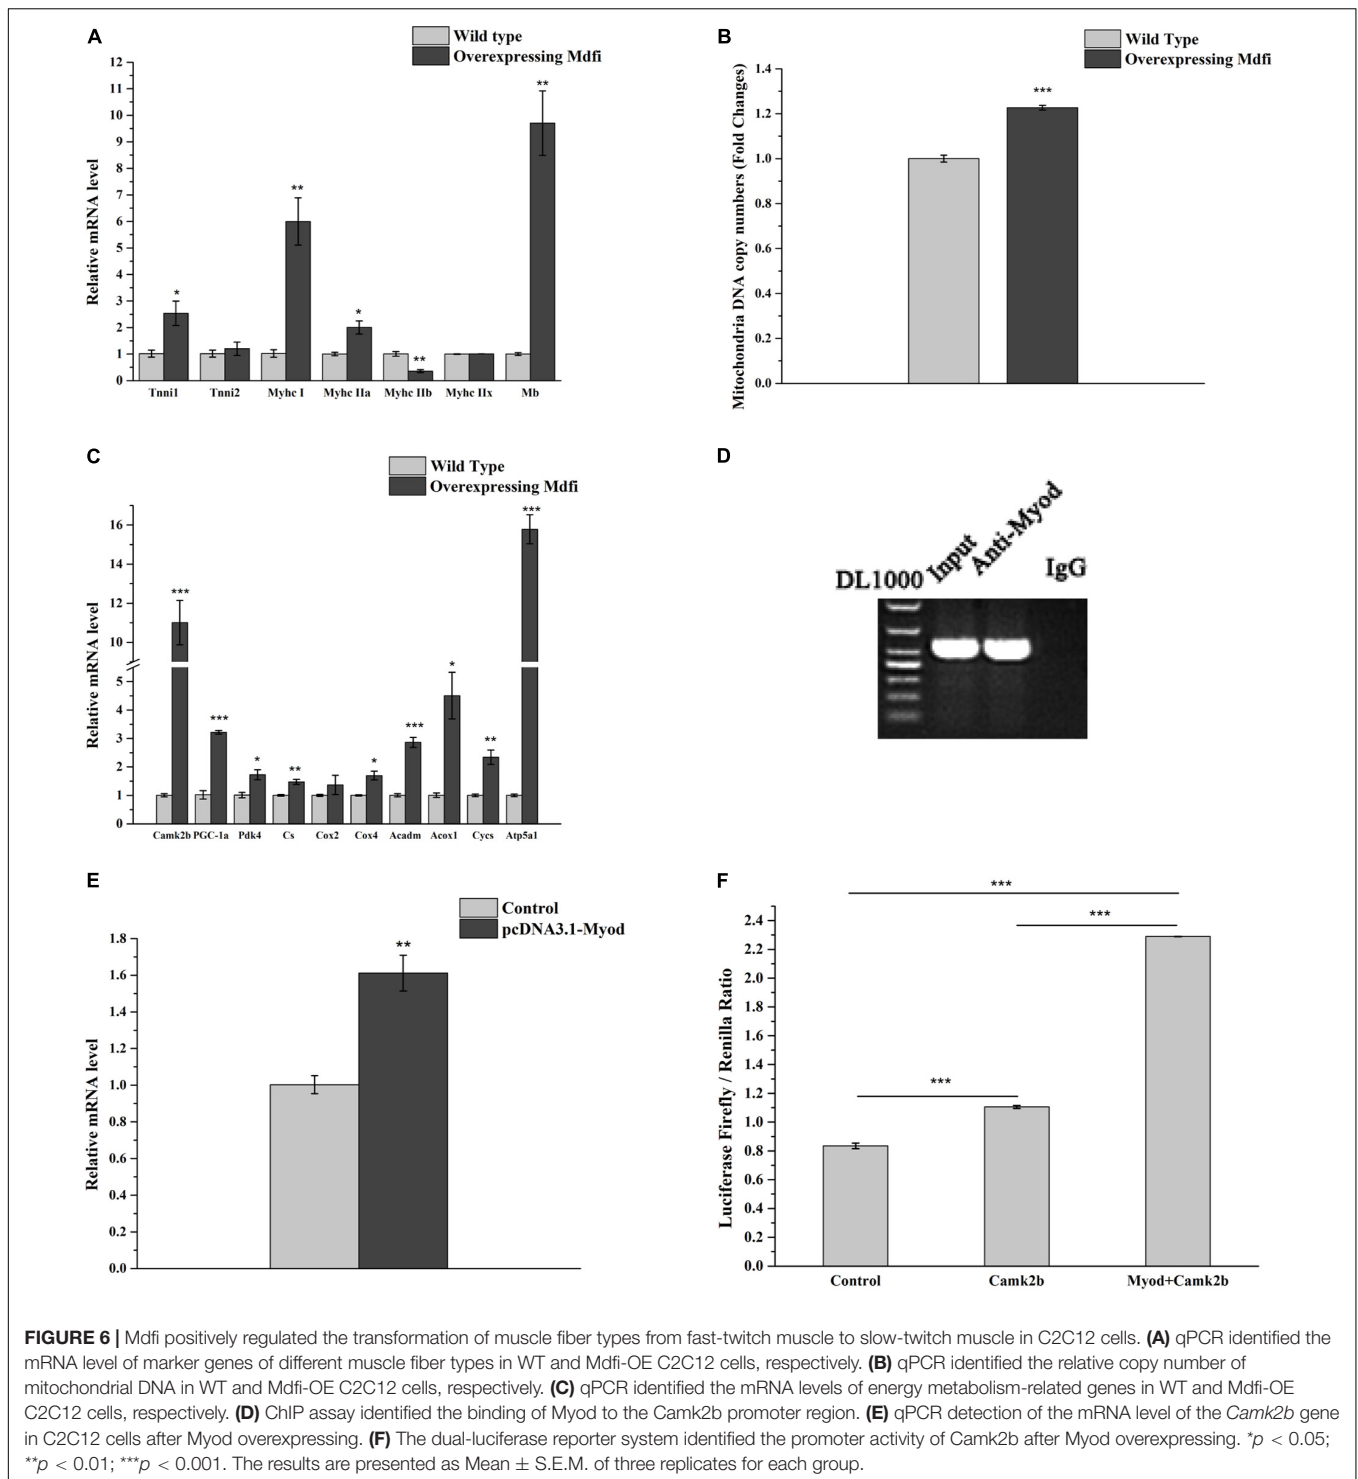 A
Wild type
Overexpressing Mdfi
Relative mRNA level
12
11
10
9
8
7
6
5
4
3
2
1
0
*
**
*
**
**
Tnni1 Tnni2 Myhc I Myhc IIa Myhc IIb Myhc IIx Mb
B
Wild Type
Overexpressing Mdfi
Mitochondria DNA copy numbers (Fold Changes)
1.4
1.2
1.0
0.8
0.6
0.4
0.2
0.0
***
C
Wild Type
Overexpressing Mdfi
Relative mRNA level
16
14
12
10
5
4
3
2
1
0
***
***
*
**
*
***
*
**
***
Camk2b PGC-1a Pdk4 Cs Cox2 Cox4 Acadm Acox1 Cycs Atp5a1
D
DL1000 Input Anti-Myod IgG
E
Control
pcDNA3.1-Myod
Relative mRNA level
1.8
1.6
1.4
1.2
1.0
0.8
0.6
0.4
0.2
0.0
**
F
Luciferase Firefly / Renilla Ratio
2.4
2.2
2.0
1.8
1.6
1.4
1.2
1.0
0.8
0.6
0.4
0.2
0.0
***
***
***
Control Camk2b Myod+Camk2b
FIGURE 6 | Mdfi positively regulated the transformation of muscle fiber types from fast-twitch muscle to slow-twitch muscle in C2C12 cells. (A) qPCR identified the
mRNA level of marker genes of different muscle fiber types in WT and Mdfi-OE C2C12 cells, respectively. (B) qPCR identified the relative copy number of
mitochondrial DNA in WT and Mdfi-OE C2C12 cells, respectively. (C) qPCR identified the mRNA levels of energy metabolism-related genes in WT and Mdfi-OE
C2C12 cells, respectively. (D) ChIP assay identified the binding of Myod to the Camk2b promoter region. (E) qPCR detection of the mRNA level of the Camk2b gene
in C2C12 cells after Myod overexpressing. (F) The dual-luciferase reporter system identified the promoter activity of Camk2b after Myod overexpressing. *p < 0.05;
**p < 0.01; ***p < 0.001. The results are presented as Mean ± S.E.M. of three replicates for each group.